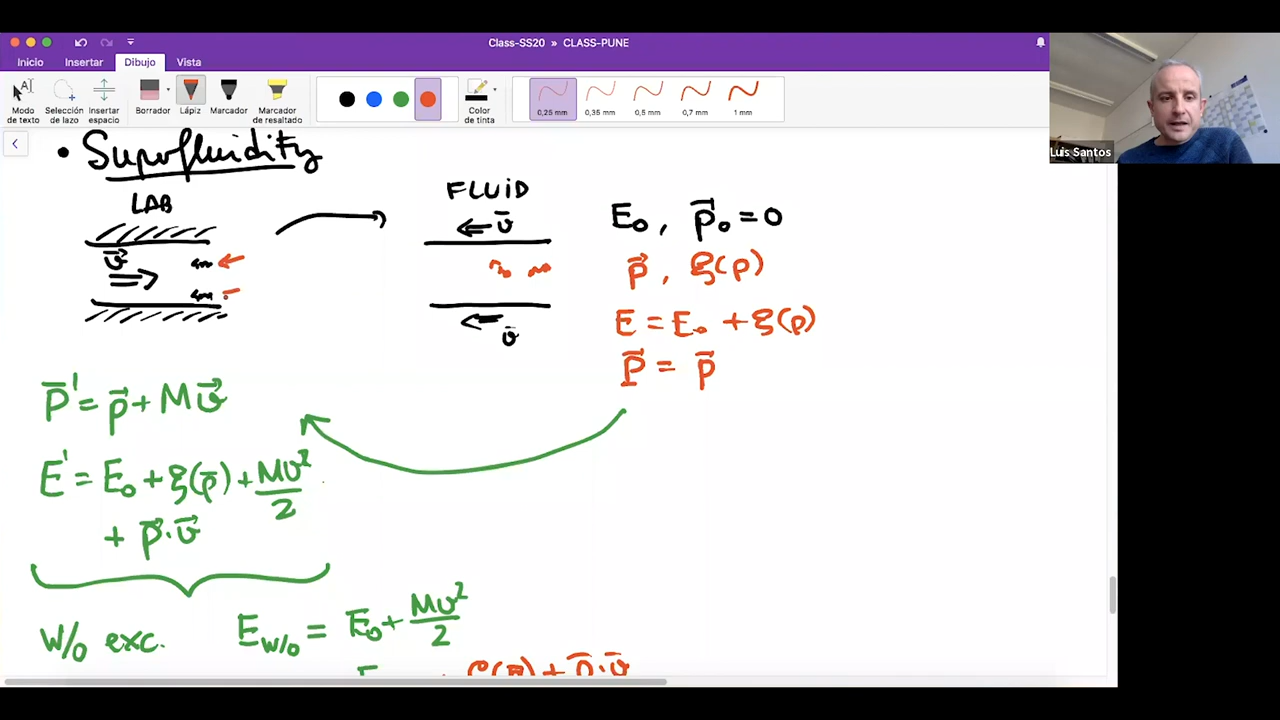 Class-SS20 » CLASS-PUNE
Inicio Insertar Dibujo Vista
Modo de texto
Selección de lazo
Insertar espacio
Borrador
Lápiz
Marcador
Marcador de resaltado
Color de tinta
0,25 mm 0,35 mm 0,5 mm 0,7 mm 1 mm
Luis Santos
• Superfluidity
LAB
v⃗
FLUID
v̄
v̄
E₀, p⃗₀ = 0
p⃗, ξ(p)
E = E₀ + ξ(p)
P⃗ = p⃗
P̄' = p⃗ + M v⃗
E' = E₀ + ξ(p̄) + Mv²/2
+ p⃗·v⃗
W/o exc.
E_W/o = E₀ + Mv²/2